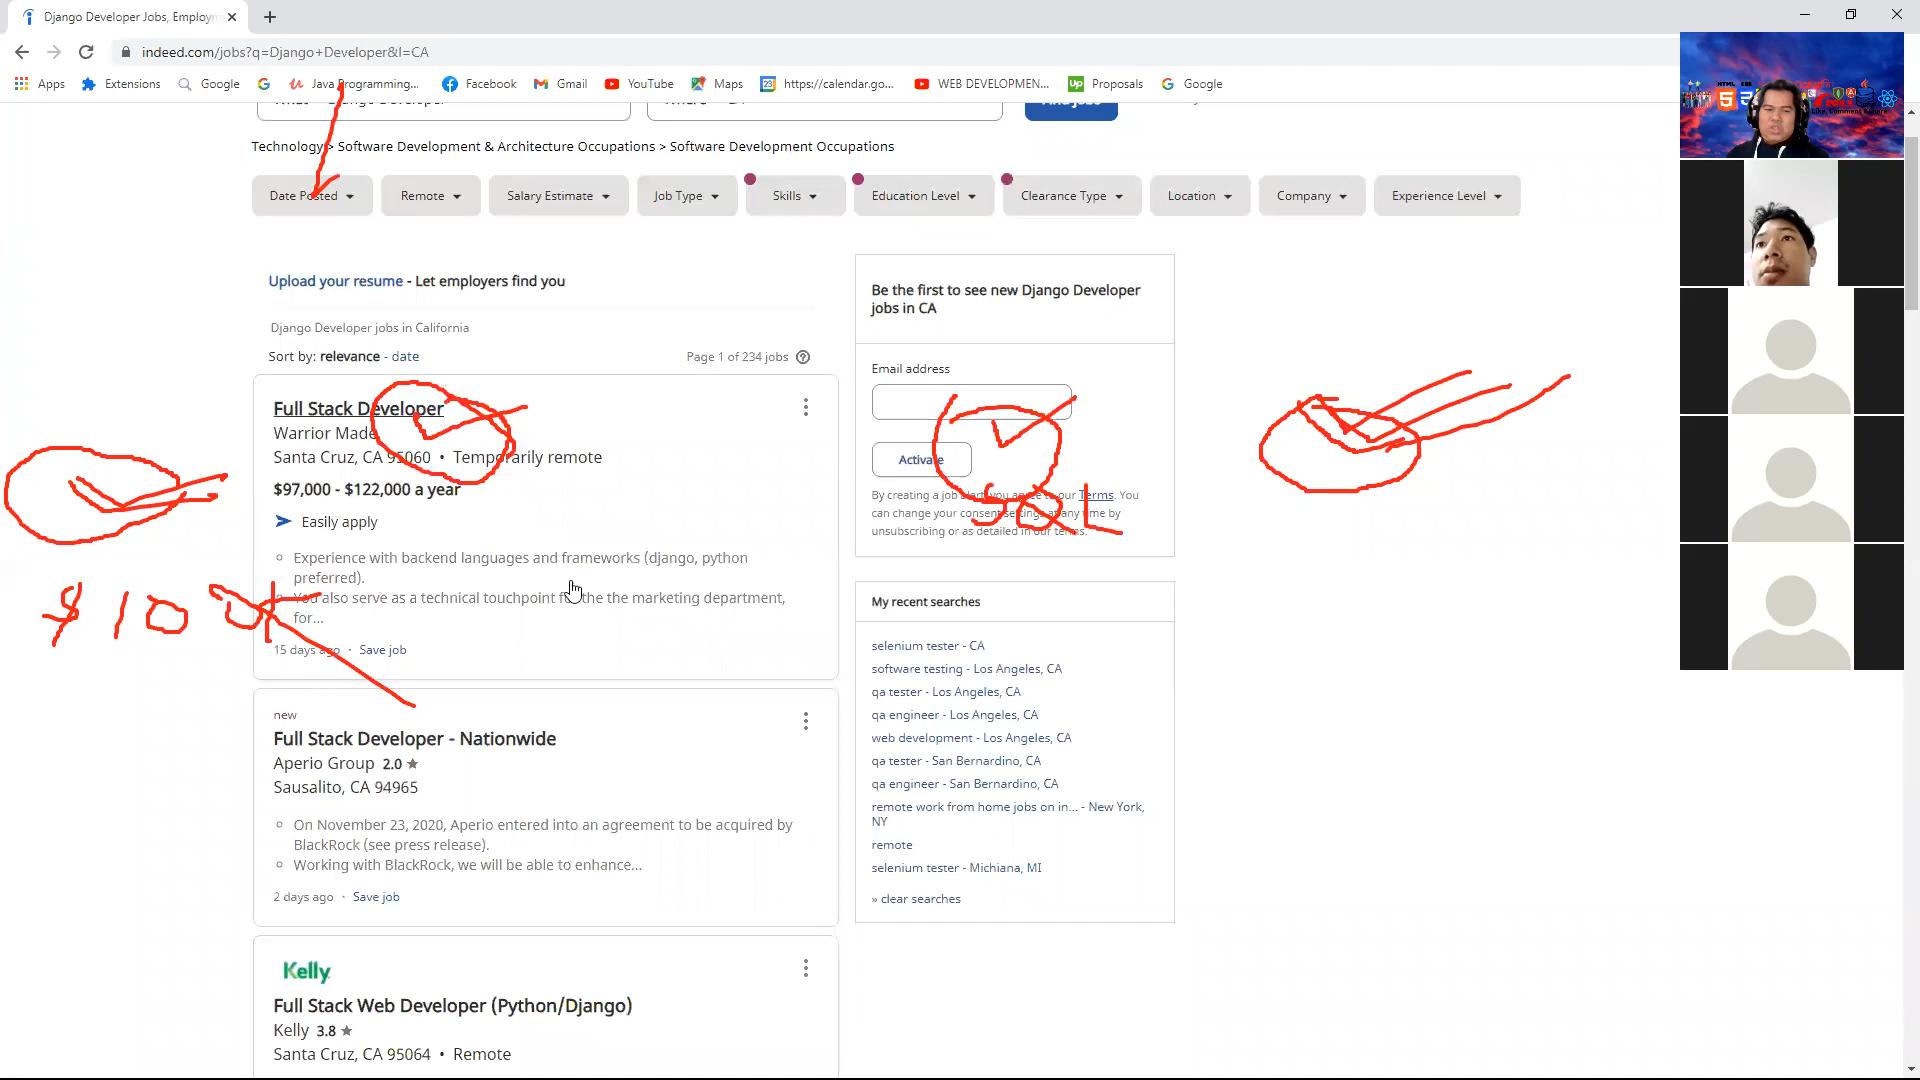 Django Developer Jobs, Employm
indeed.com/jobs?q=Django+Developer&l=CA
Apps Extensions Google Java Programming... Facebook Gmail YouTube Maps https://calendar.go... WEB DEVELOPMEN... Proposals Google
Technology > Software Development & Architecture Occupations > Software Development Occupations
Date Posted Remote Salary Estimate Job Type Skills Education Level Clearance Type Location Company Experience Level
Upload your resume - Let employers find you
Django Developer jobs in California
Sort by: relevance - date
Page 1 of 234 jobs
Full Stack Developer
Warrior Made
Santa Cruz, CA 95060 • Temporarily remote
$97,000 - $122,000 a year
Easily apply
Experience with backend languages and frameworks (django, python
preferred).
You also serve as a technical touchpoint for the the marketing department,
for...
15 days ago · Save job
$100k
new
Full Stack Developer - Nationwide
Aperio Group 2.0
Sausalito, CA 94965
On November 23, 2020, Aperio entered into an agreement to be acquired by
BlackRock (see press release).
Working with BlackRock, we will be able to enhance...
2 days ago · Save job
Kelly
Full Stack Web Developer (Python/Django)
Kelly 3.8
Santa Cruz, CA 95064 • Remote
Be the first to see new Django Developer
jobs in CA
Email address
Activate
By creating a job alert, you agree to our Terms. You
can change your consent settings at any time by
unsubscribing or as detailed in our terms.
SQL
My recent searches
selenium tester - CA
software testing - Los Angeles, CA
qa tester - Los Angeles, CA
qa engineer - Los Angeles, CA
web development - Los Angeles, CA
qa tester - San Bernardino, CA
qa engineer - San Bernardino, CA
remote work from home jobs on in... - New York,
NY
remote
selenium tester - Michiana, MI
» clear searches